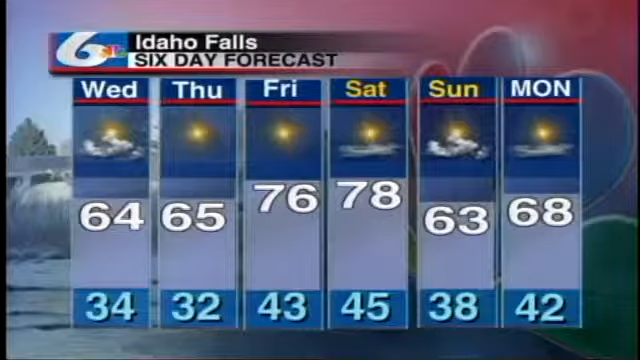 6 Idaho Falls
SIX DAY FORECAST
Wed Thu Fri Sat Sun MON
64 65 76 78 63 68
34 32 43 45 38 42